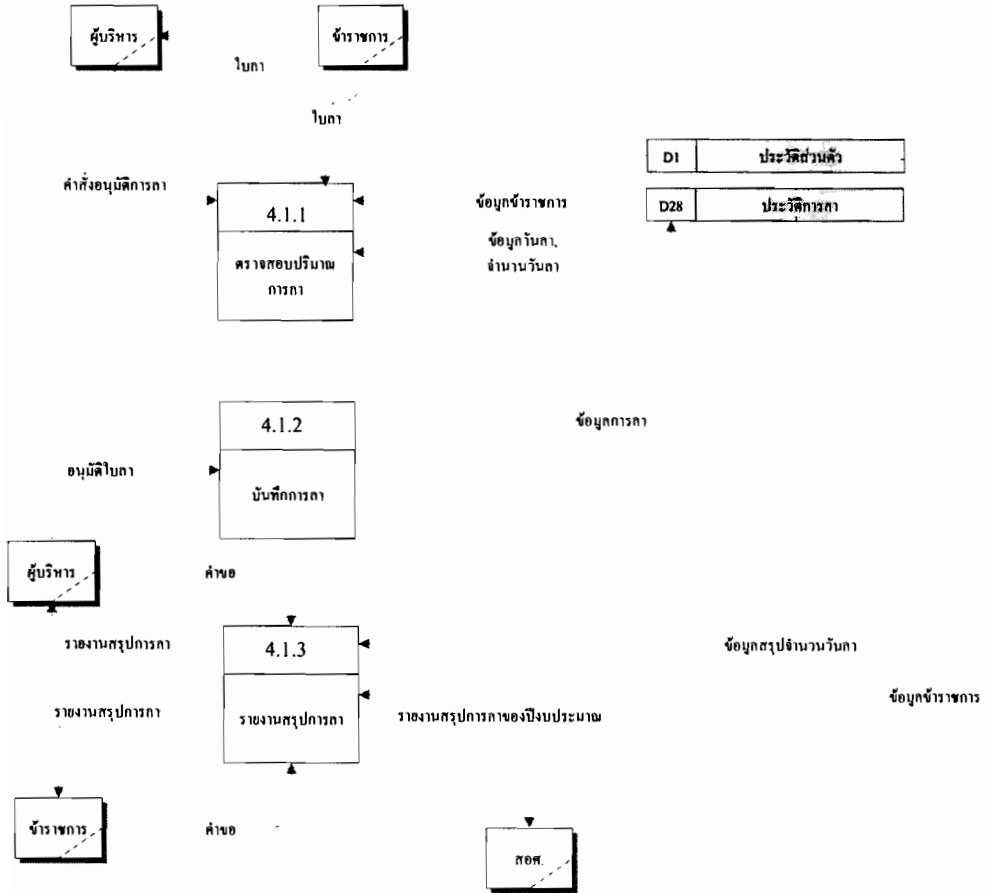 ผู้บริหาร
ข้าราชการ
ใบลา
ใบลา
D1 ประวัติส่วนตัว
คำสั่งอนุมัติการลา
4.1.1
ข้อมูลข้าราชการ
D28 ประวัติการลา
ตรวจสอบปริมาณ
การลา
ข้อมูลวันลา,
จำนวนวันลา
4.1.2
ข้อมูลการลา
อนุมัติใบลา
บันทึกการลา
ผู้บริหาร
คำขอ
รายงานสรุปการลา
4.1.3
ข้อมูลสรุปจำนวนวันลา
ข้อมูลข้าราชการ
รายงานสรุปการลา
รายงานสรุปการลา
รายงานสรุปการลาของปีงบประมาณ
ข้าราชการ
คำขอ
สอศ.